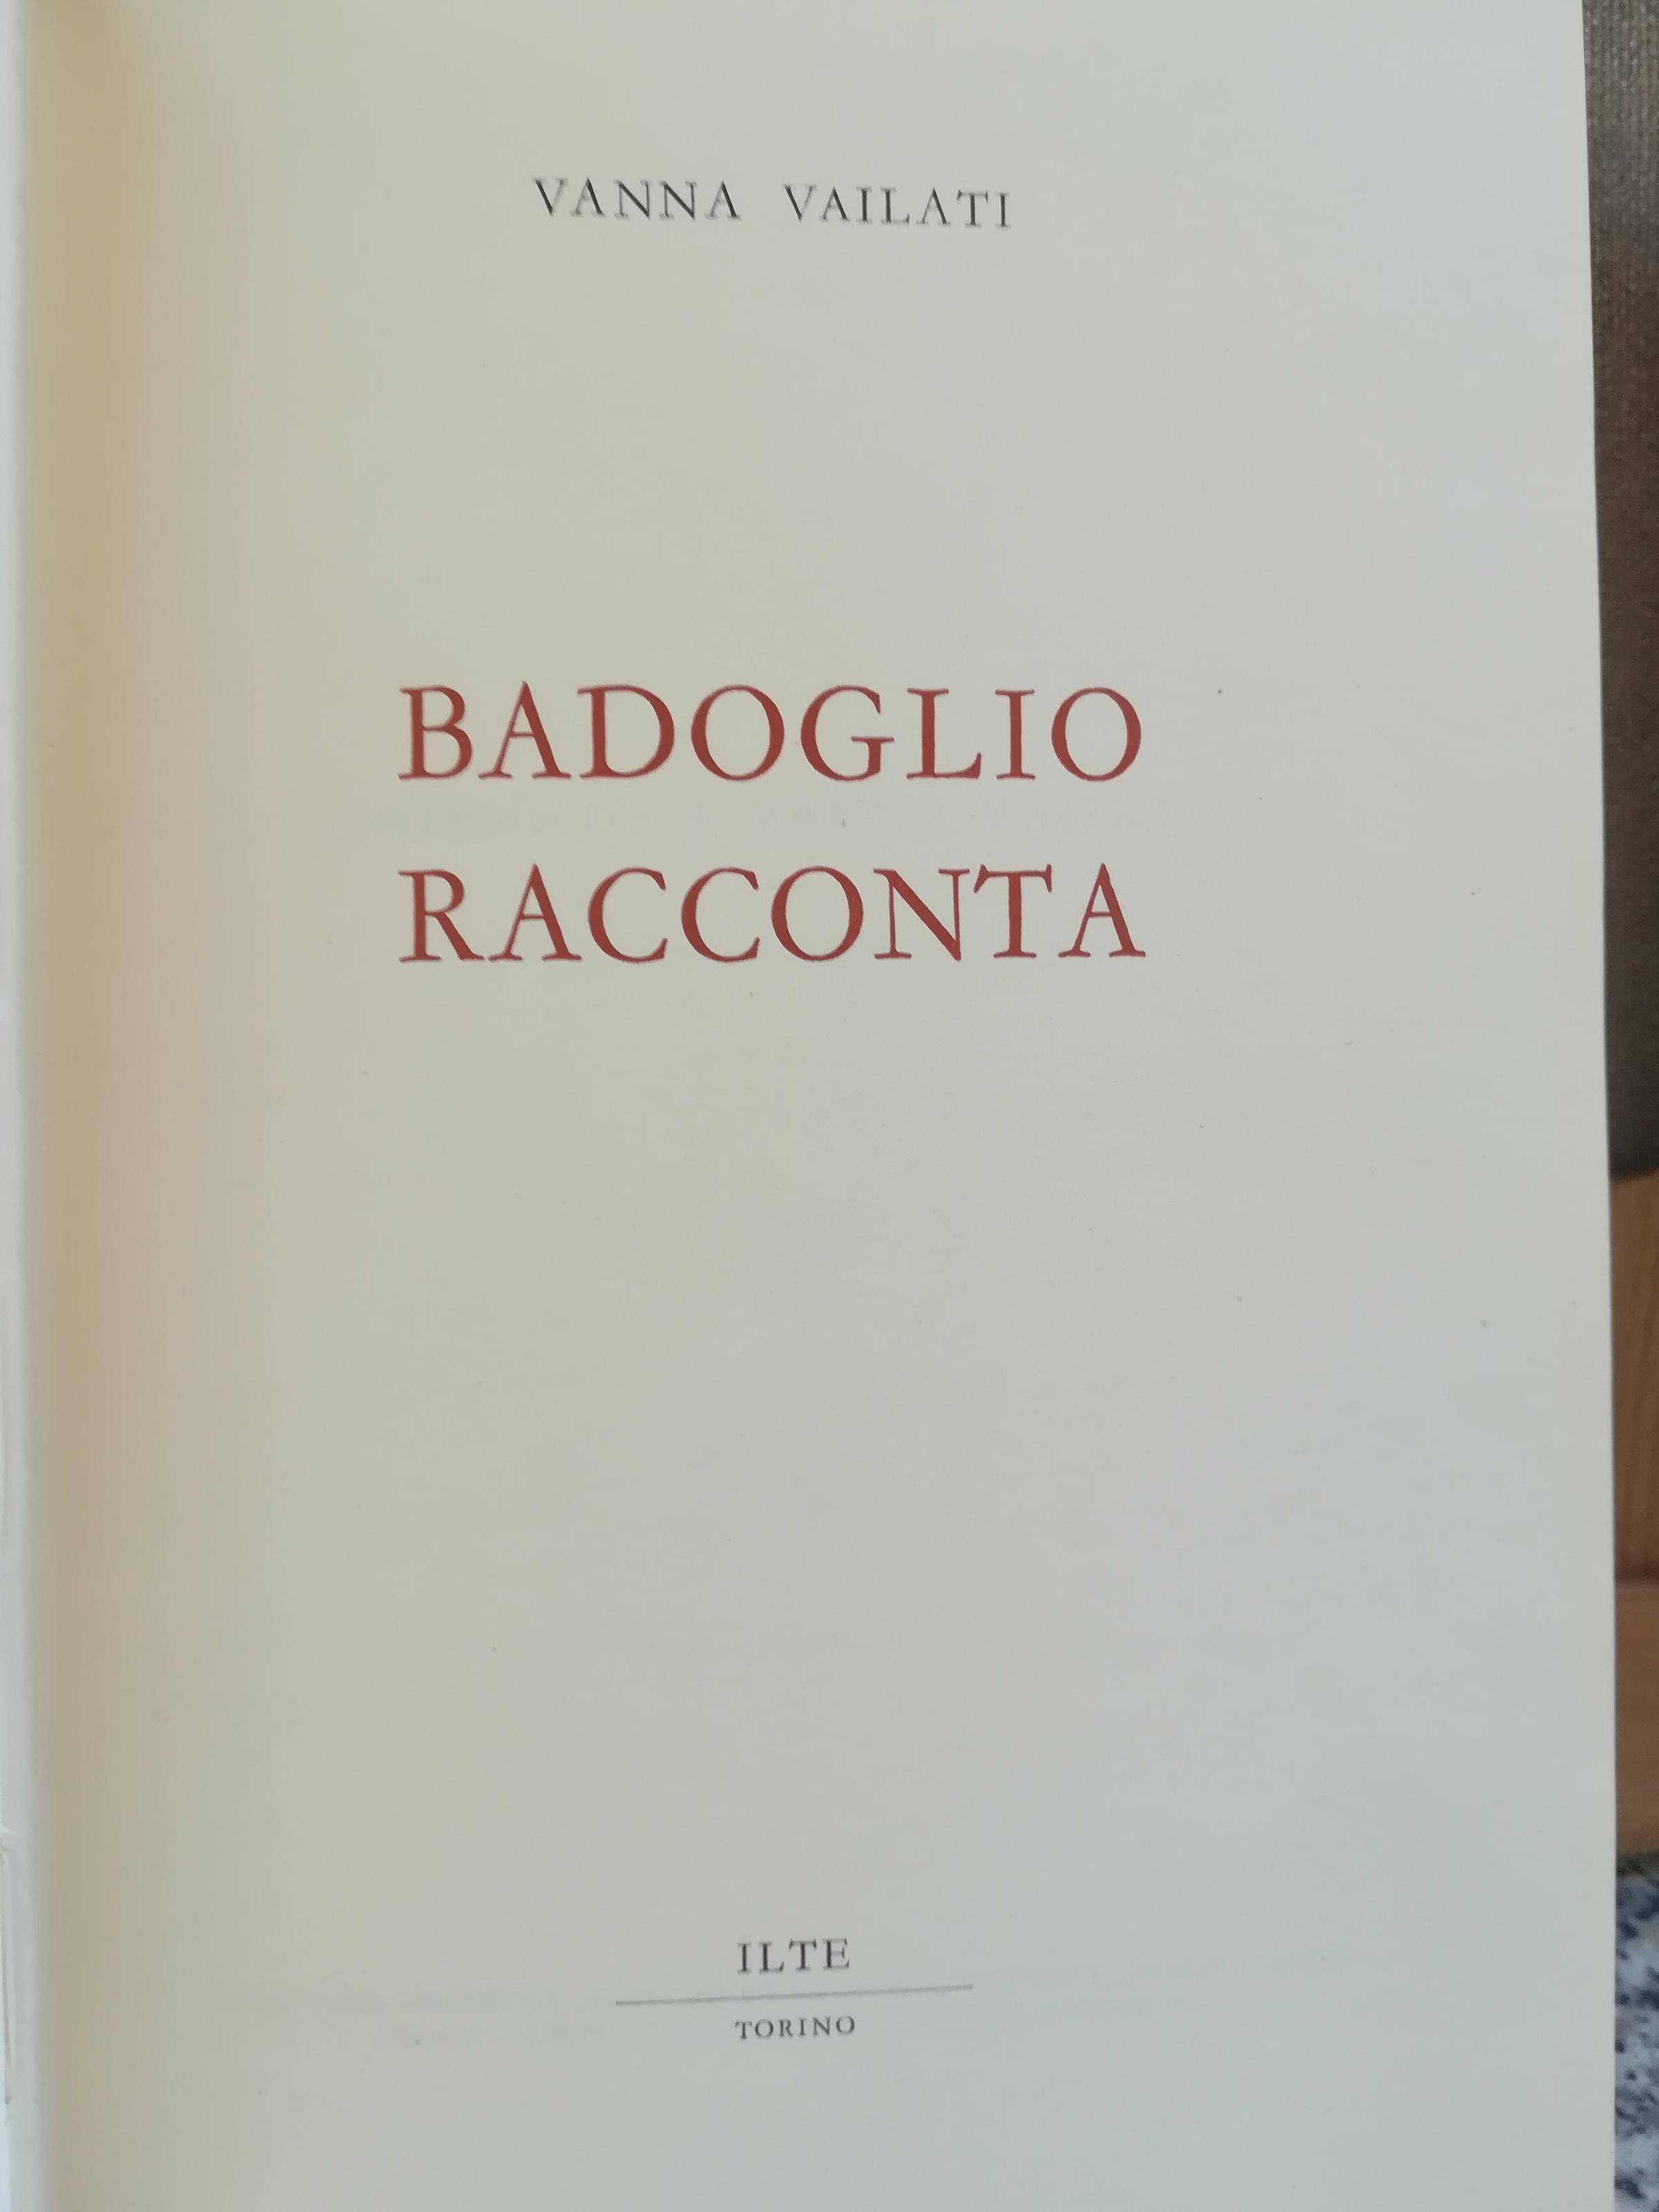 VANNA VAILATI
BADOGLIO
RACCONTA
ILTE
TORINO